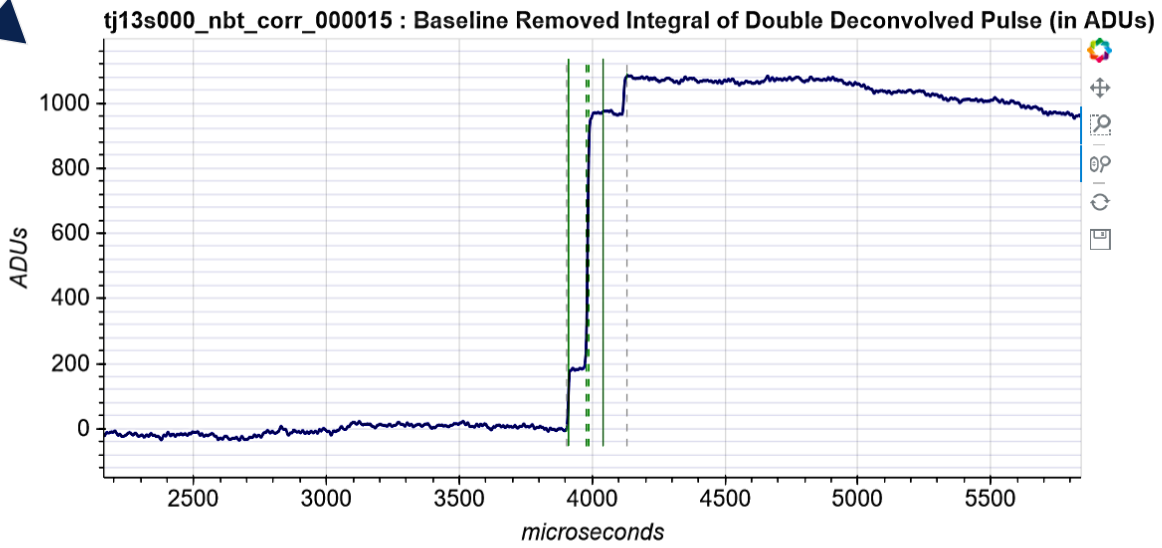 tj13s000_nbt_corr_000015 : Baseline Removed Integral of Double Deconvolved Pulse (in ADUs)
1000
800
600
400
200
0
ADUs
2500 3000 3500 4000 4500 5000 5500
microseconds